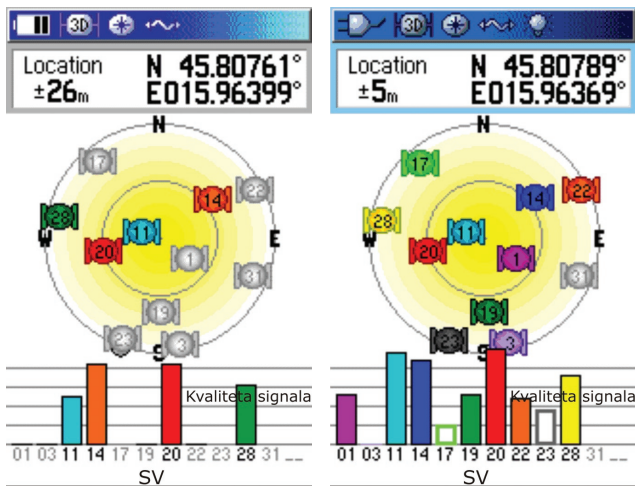 3D
Location N 45.80761°
±26m E015.96399°
N
17
22
14
28
W
11
E
20
1
31
19
23
3
S
Kvaliteta signala
01 03 11 14 17 19 20 22 23 28 31 __
SV
3D
Location N 45.80789°
±5m E015.96369°
N
17
22
14
28
W
11
E
20
1
31
19
23
3
S
Kvaliteta signala
01 03 11 14 17 19 20 22 23 28 31 __
SV